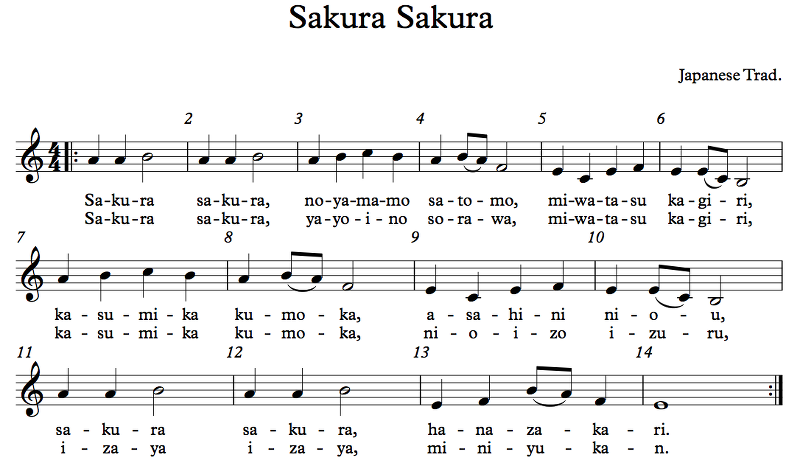 Sakura Sakura
Japanese Trad.
2 3 4 5 6
4 4
Sa-ku-ra sa-ku-ra, no-ya-ma-mo sa-to-mo, mi-wa-ta-su ka-gi-ri,
Sa-ku-ra sa-ku-ra, ya-yo-i-no so-ra-wa, mi-wa-ta-su ka-gi-ri,
7 8 9 10
ka-su-mi-ka ku-mo-ka, a-sa-hi-ni ni-o-u,
ka-su-mi-ka ku-mo-ka, ni-o-i-zo i-zu-ru,
11 12 13 14
sa-ku-ra sa-ku-ra, ha-na-za-ka-ri.
i-za-ya i-za-ya, mi-ni-yu-ka-n.